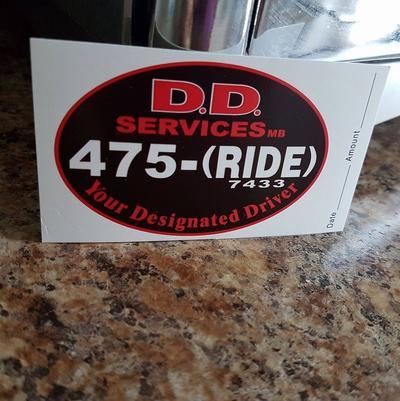 D.D.
SERVICES MB
475-(RIDE)
7433
Your Designated Driver
Date
Amount